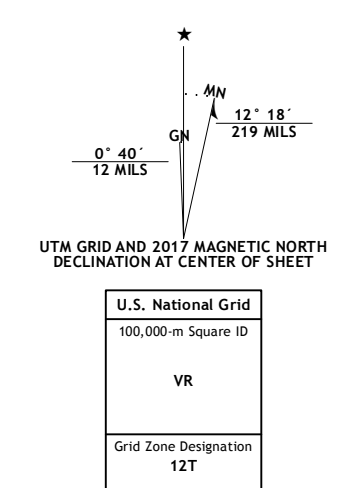 ★
MN
12° 18´
219 MILS
GN
0° 40´
12 MILS
UTM GRID AND 2017 MAGNETIC NORTH
DECLINATION AT CENTER OF SHEET
U.S. National Grid
100,000-m Square ID
VR
Grid Zone Designation
12T